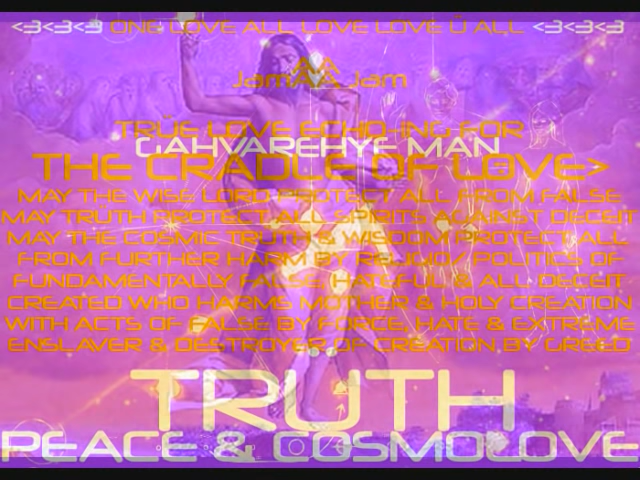 <3<3<3 ONE LOVE ALL LOVE LOVE Ü ALL <3<3<3
JamAA Jam
TRUE LOVE ECHO-ING FOR
GAHVAREHYE MAN
THE CRADLE OF LOVE>
MAY THE WISE LORD PROTECT ALL FROM FALSE
MAY TRUTH PROTECT ALL SPIRITS AGAINST DECEIT
MAY THE COSMIC TRUTH & WISDOM PROTECT ALL
FROM FURTHER HARM BY RELIGIO/ POLITICS OF
FUNDAMENTALLY FALSE, HATEFUL & ALL DECEIT
CREATED WHO HARMS MOTHER & HOLY CREATION
WITH ACTS OF FALSE BY FORCE, HATE & EXTREME
ENSLAVER & DESTROYER OF CREATION BY GREED
TRUTH
PEACE & COSMOLOVE